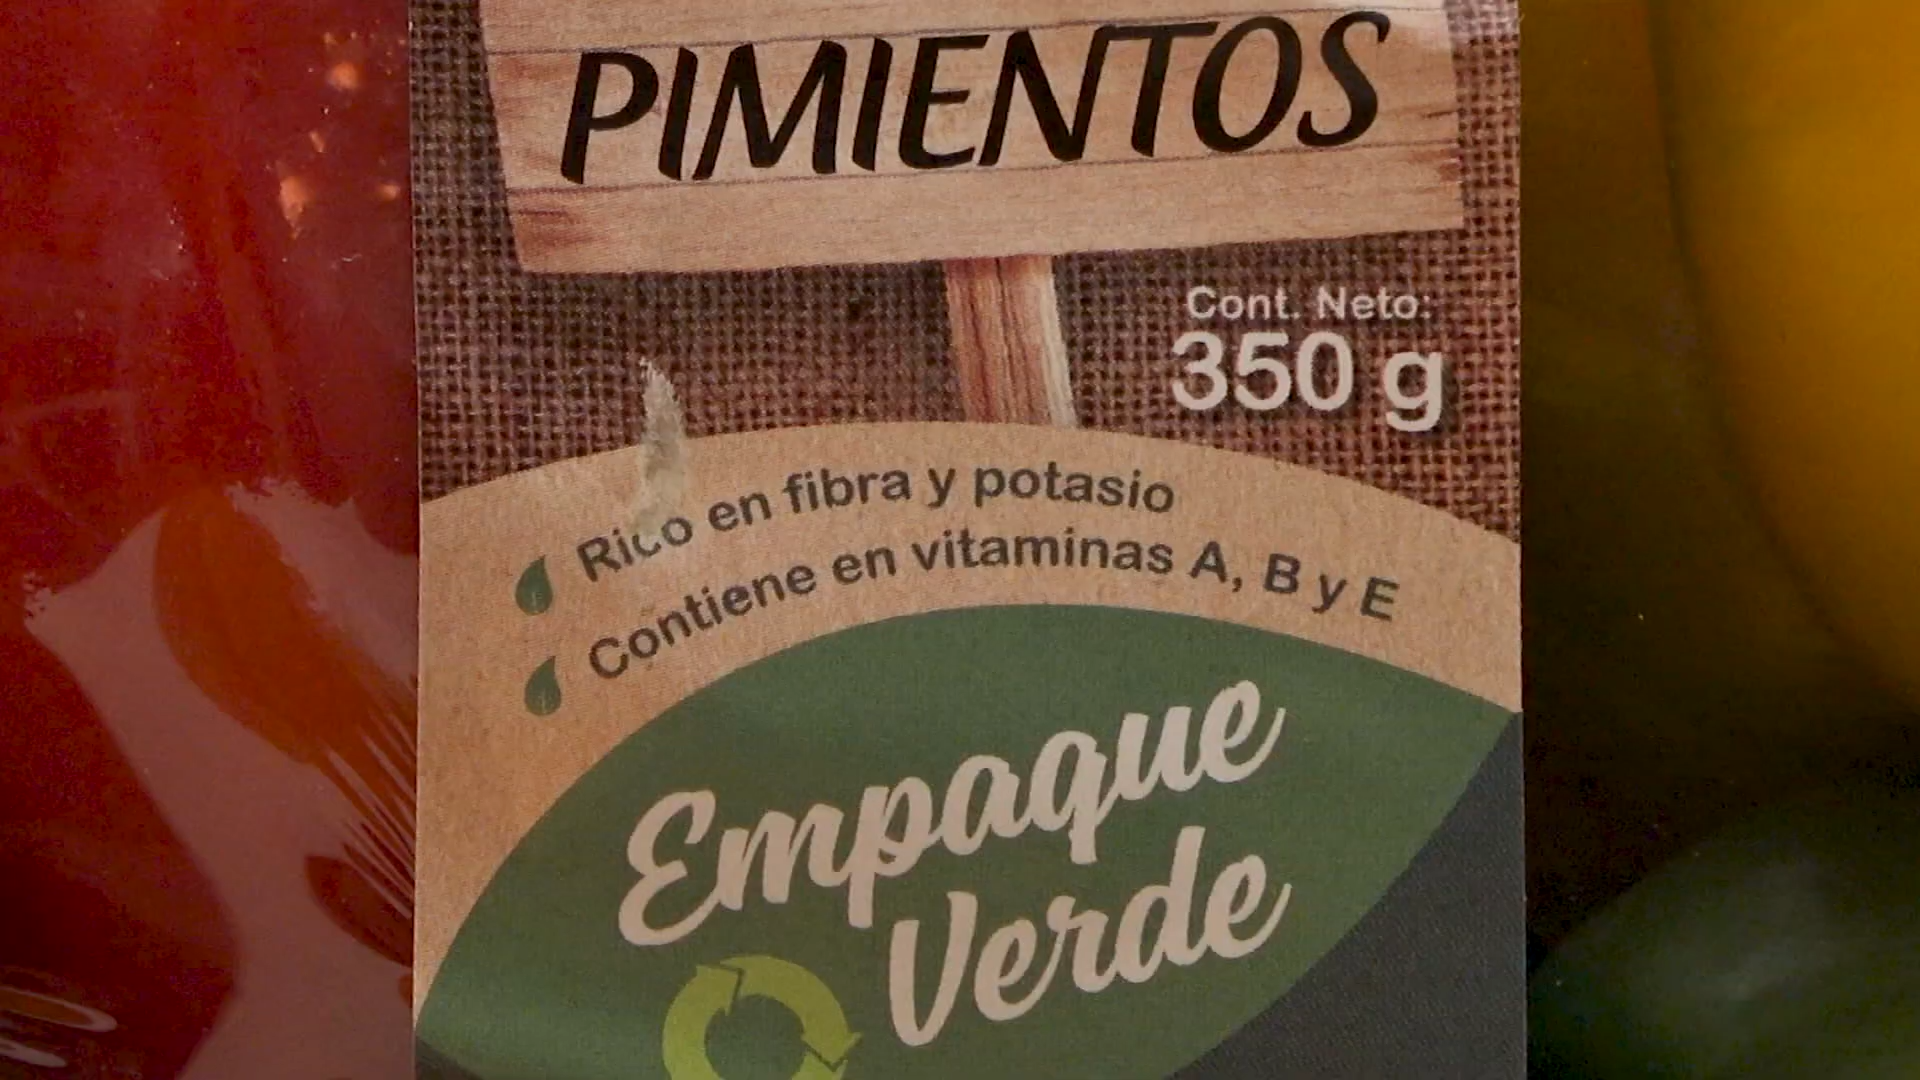 PIMIENTOS
Cont. Neto:
350 g
Rico en fibra y potasio
Contiene en vitaminas A, B y E
Empaque
Verde